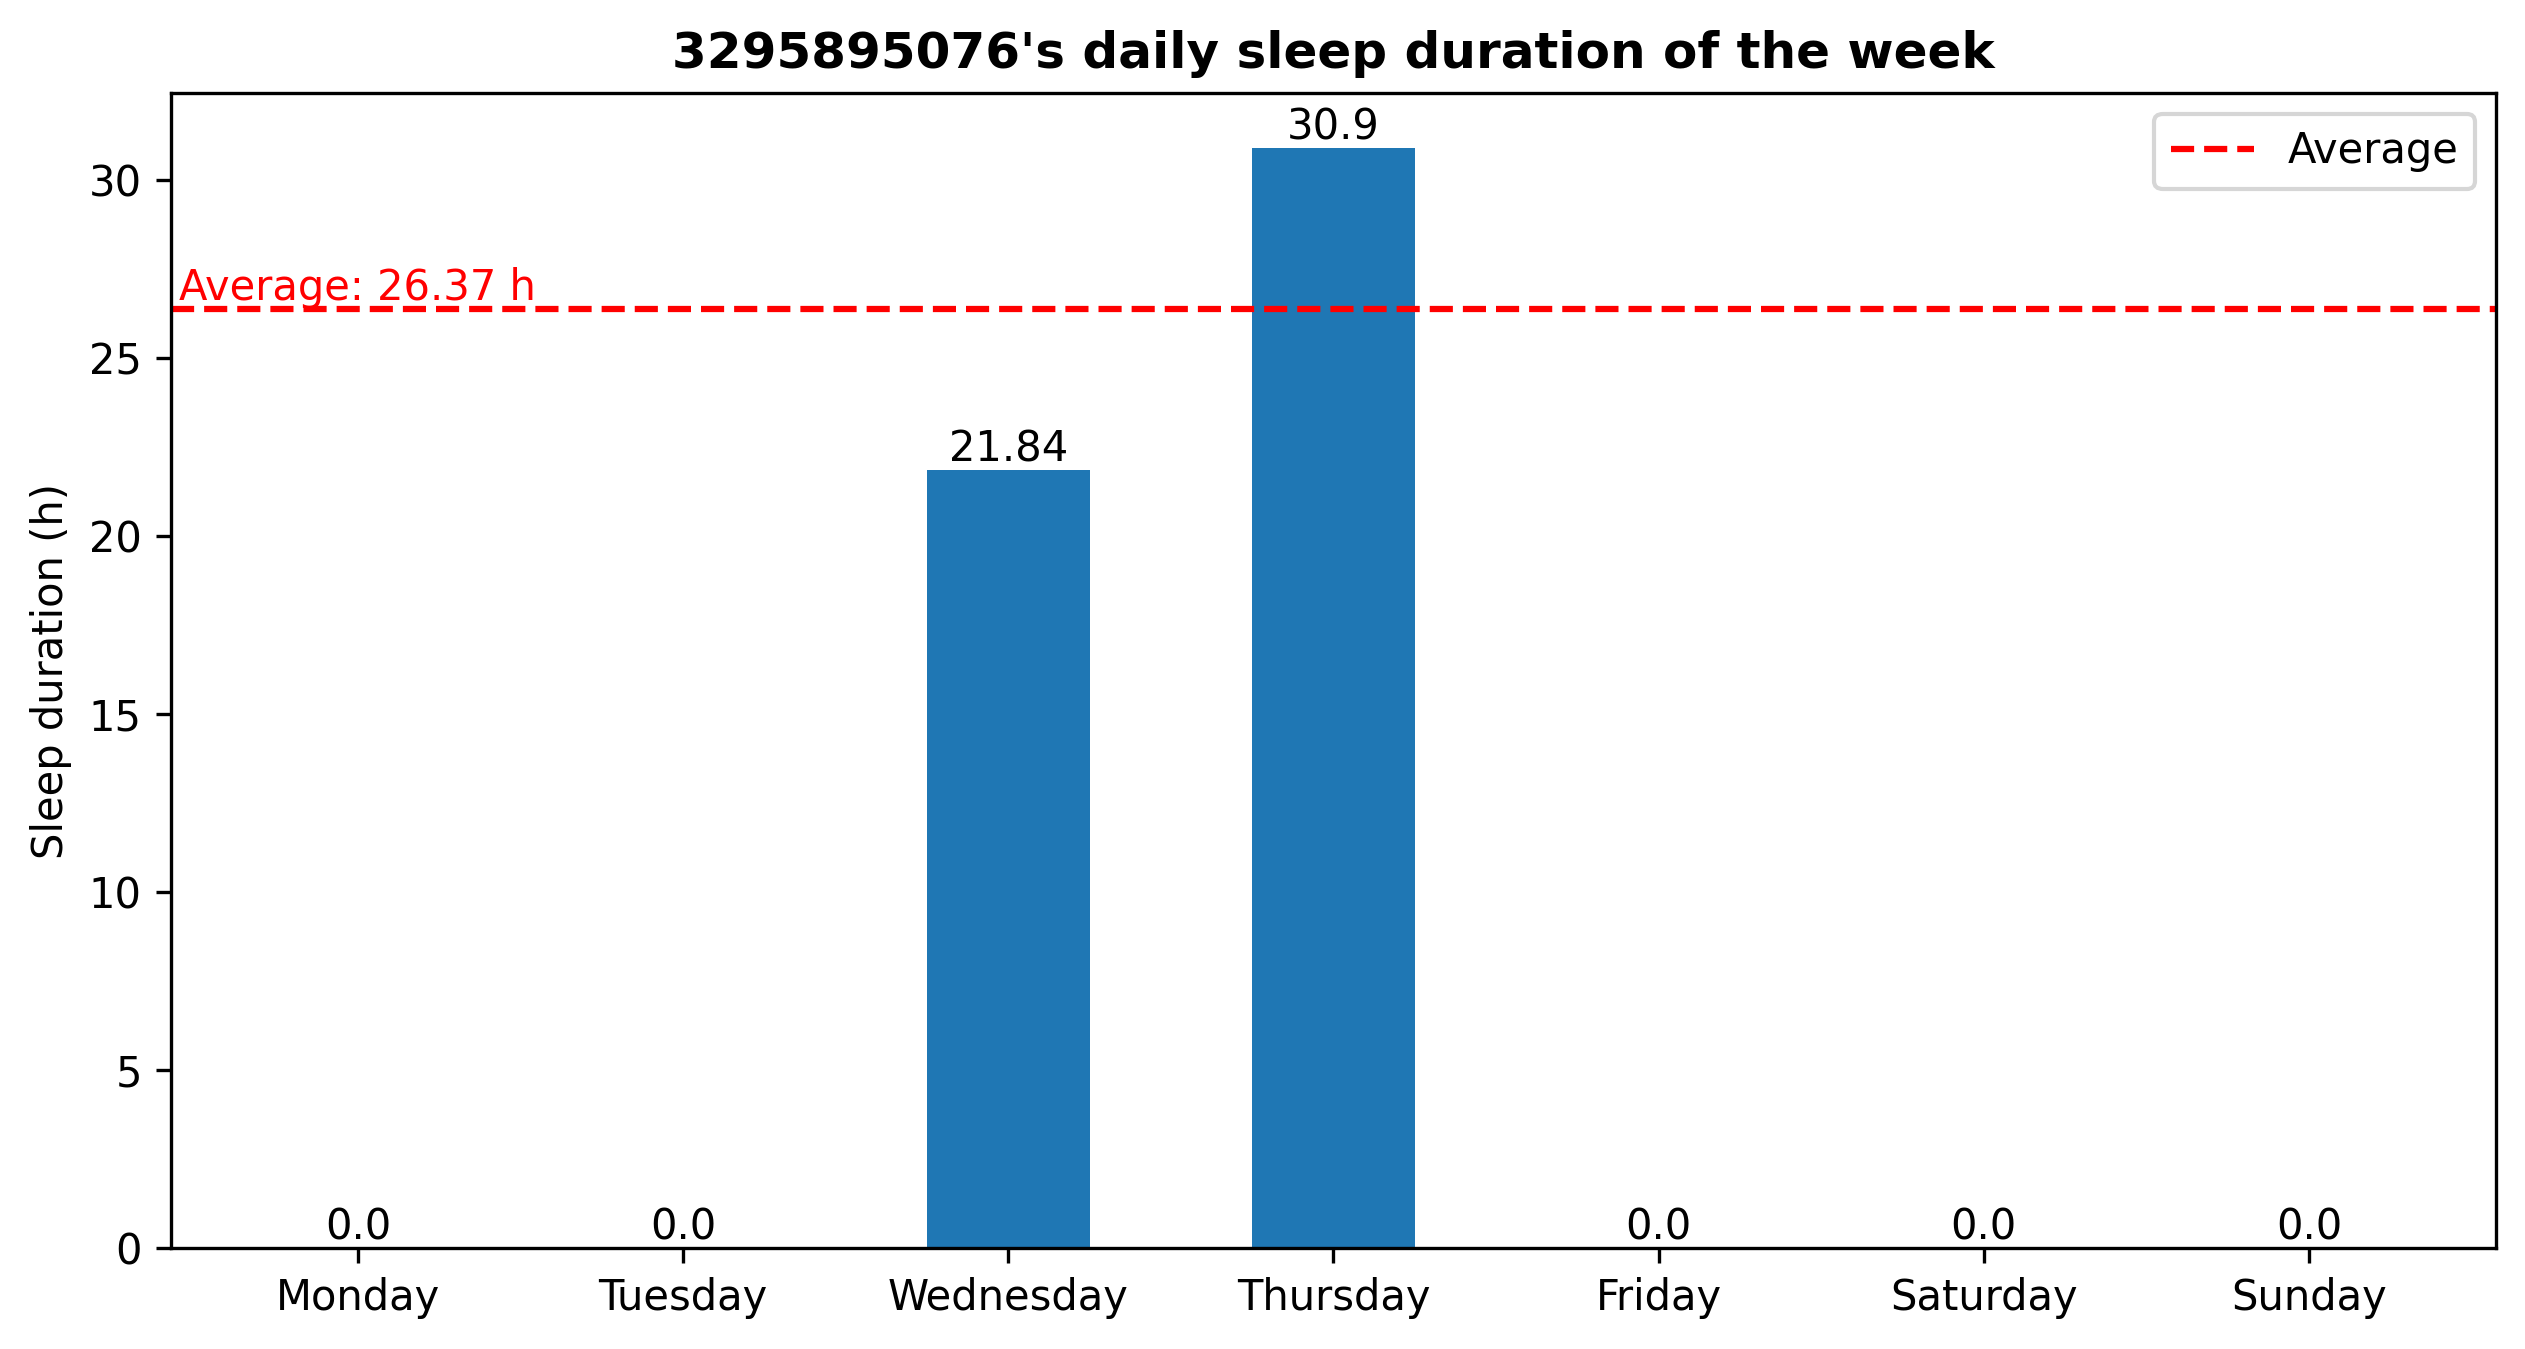 3295895076's daily sleep duration of the week
Average
Average: 26.37 h
Sleep duration (h)
30
25
20
15
10
5
0
0.0
0.0
21.84
30.9
0.0
0.0
0.0
Monday
Tuesday
Wednesday
Thursday
Friday
Saturday
Sunday